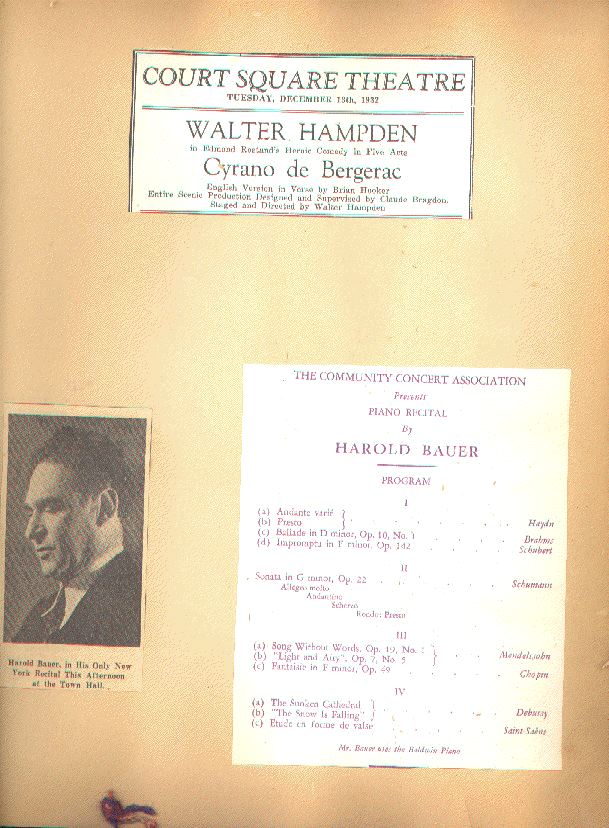 COURT SQUARE THEATRE
TUESDAY, DECEMBER 13th, 1932
WALTER HAMPDEN
in Edmond Rostand's Heroic Comedy in Five Acts
Cyrano de Bergerac
English Version in Verse by Brian Hooker
Entire Scenic Production Designed and Supervised by Claude Bragdon.
Staged and Directed by Walter Hampden
THE COMMUNITY CONCERT ASSOCIATION
Presents
PIANO RECITAL
By
HAROLD BAUER
PROGRAM
I
(a) Andante varié
(b) Presto . . . . Haydn
(c) Ballade in D minor, Op. 10, No. 1 . . . . Brahms
(d) Impromptu in F minor, Op. 142 . . . . Schubert
II
Sonata in G minor, Op. 22 . . . . Schumann
Allegro molto
Andantino
Scherzo
Rondo: Presto
III
(a) Song Without Words, Op. 19, No.
(b) "Light and Airy", Op. 7, No. 5 . . . . Mendelssohn
(c) Fantaisie in F minor, Op. 49 . . . . Chopin
IV
(a) The Sunken Cathedral
(b) "The Snow Is Falling" . . . . Debussy
(c) Etude en forme de valse . . . . Saint-Saëns
Mr. Bauer uses the Baldwin Piano
Harold Bauer, in His Only New
York Recital This Afternoon
at the Town Hall.